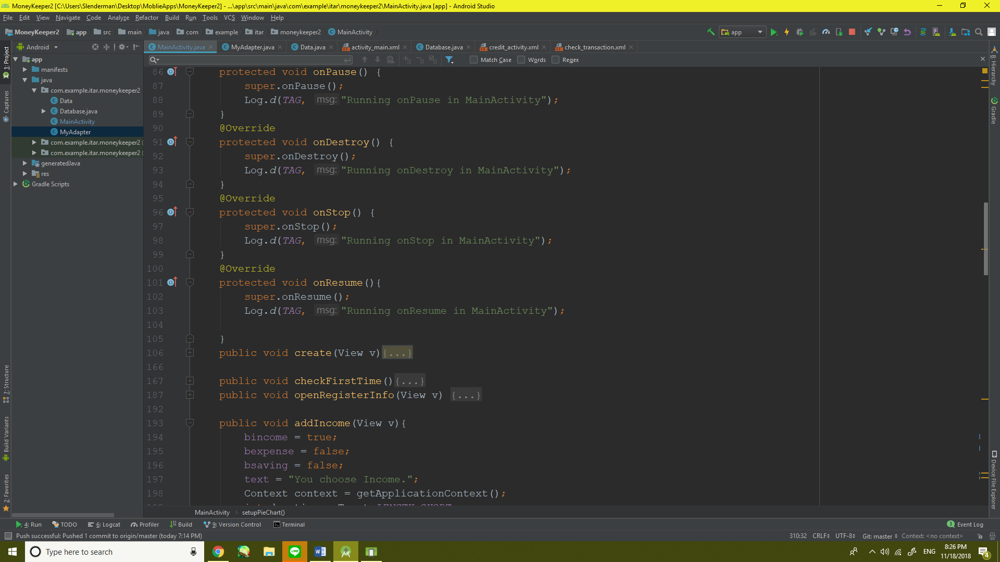 MoneyKeeper2 [C:\Users\Slenderman\Desktop\MoblieApps\MoneyKeeper2] - ...\app\src\main\java\com\example\itar\moneykeeper2\MainActivity.java [app] - Android Studio
File Edit View Navigate Code Analyze Refactor Build Run Tools VCS Window Help
MoneyKeeper2 app src main java com example itar moneykeeper2 MainActivity
app
Android
MainActivity.java MyAdapter.java Data.java activity_main.xml Database.java credit_activity.xml check_transaction.xml
Match Case Words Regex
1: Project
Captures
7: Structure
Build Variants
2: Favorites
app
manifests
java
com.example.itar.moneykeeper2
Data
Database.java
MainActivity
MyAdapter
com.example.itar.moneykeeper2 (
com.example.itar.moneykeeper2 (
generatedJava
res
Gradle Scripts
86 protected void onPause() {
87 super.onPause();
88 Log.d(TAG, msg: "Running onPause in MainActivity");
89 }
90 @Override
91 protected void onDestroy() {
92 super.onDestroy();
93 Log.d(TAG, msg: "Running onDestroy in MainActivity");
94 }
95 @Override
96 protected void onStop() {
97 super.onStop();
98 Log.d(TAG, msg: "Running onStop in MainActivity");
99 }
100 @Override
101 protected void onResume(){
102 super.onResume();
103 Log.d(TAG, msg: "Running onResume in MainActivity");
104
105 }
106 public void create(View v){...}
166
167 public void checkFirstTime(){...}
187 public void openRegisterInfo(View v) {...}
192
193 public void addIncome(View v){
194 bincome = true;
195 bexpense = false;
196 bsaving = false;
197 text = "You choose Income.";
198 Context context = getApplicationContext();
8: Hierarchy
Gradle
Device File Explorer
MainActivity setupPieChart()
4: Run TODO 6: Logcat Profiler Build 9: Version Control Terminal 3 Event Log
Push successful: Pushed 1 commit to origin/master (today 7:14 PM) 310:32 CRLF UTF-8 Git: master Context: <no context>
Type here to search
LINE
ENG
8:26 PM
11/18/2018
4